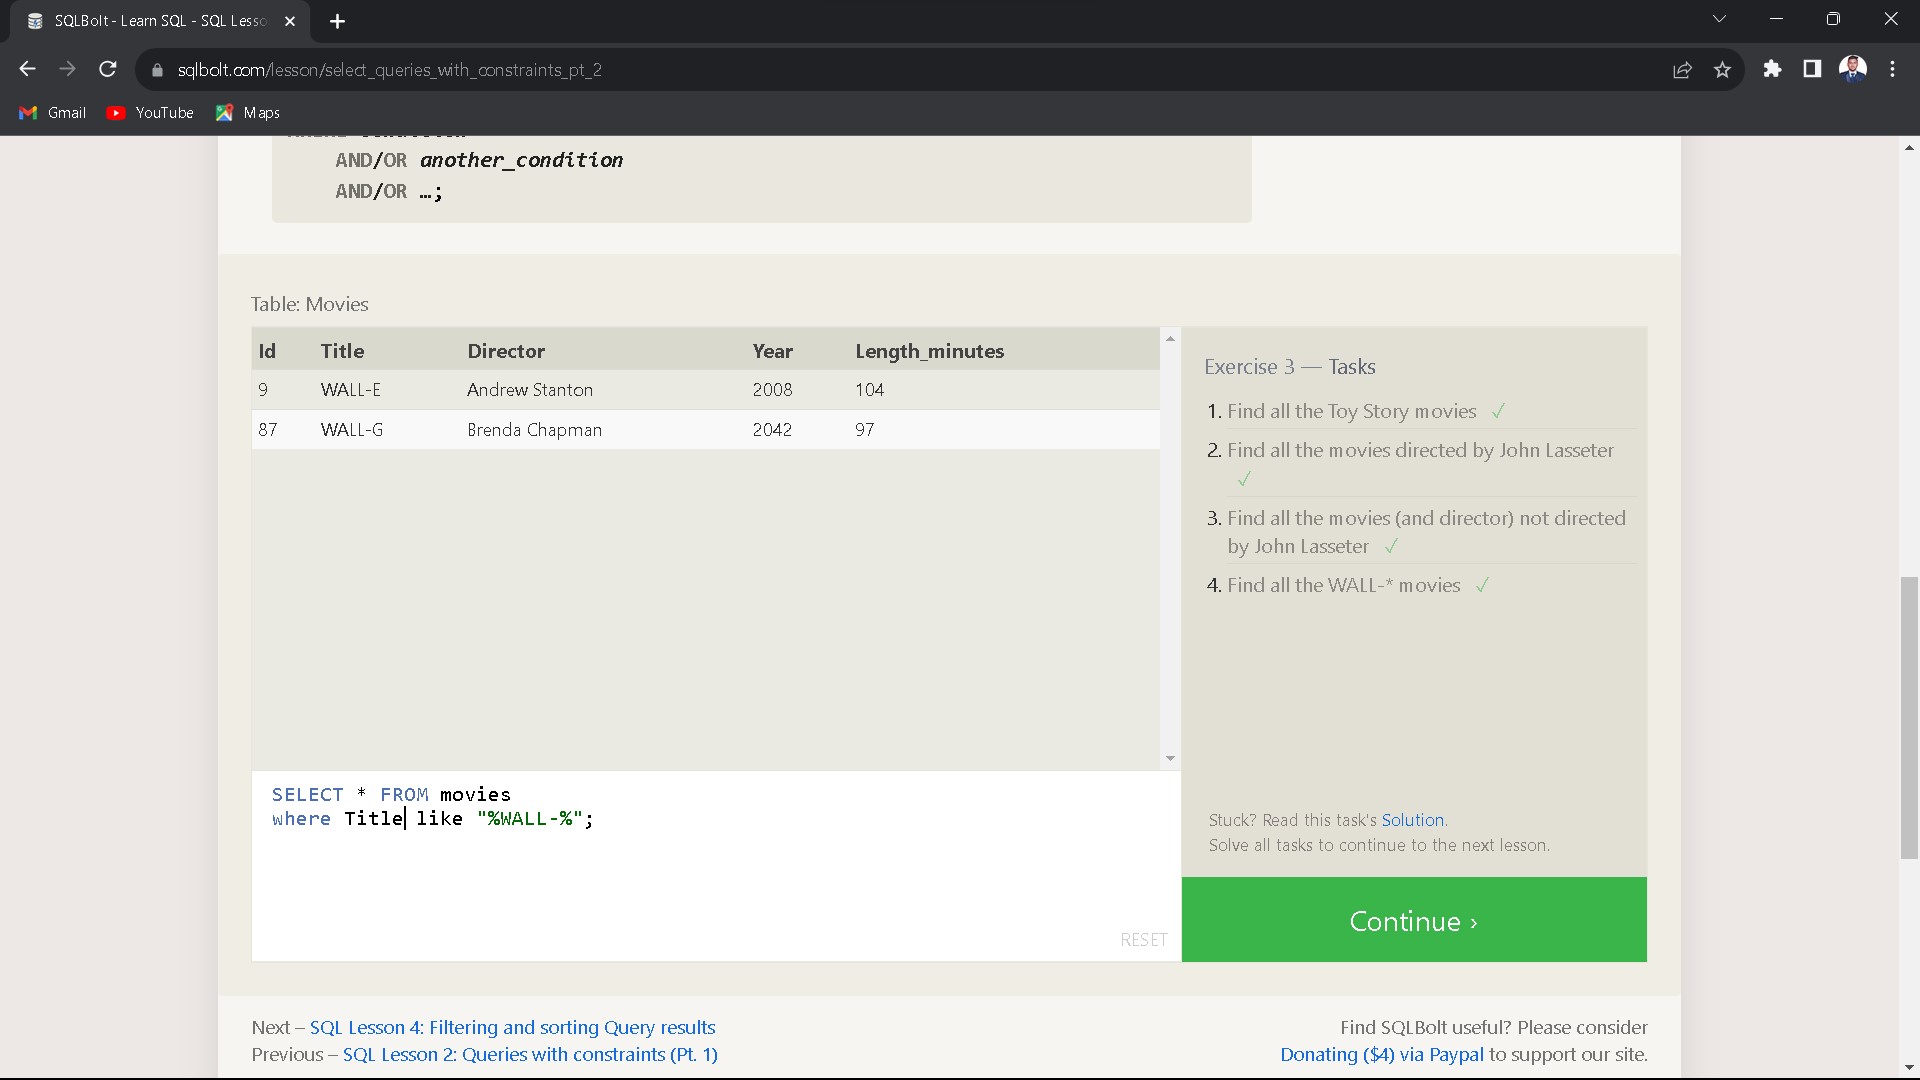 SQLBolt - Learn SQL - SQL Lesso
sqlbolt.com/lesson/select_queries_with_constraints_pt_2
Gmail YouTube Maps
AND/OR another_condition
AND/OR …;
Table: Movies
Id Title Director Year Length_minutes
9 WALL-E Andrew Stanton 2008 104
87 WALL-G Brenda Chapman 2042 97
SELECT * FROM movies
where Title like "%WALL-%";
RESET
Exercise 3 — Tasks
1. Find all the Toy Story movies ✓
2. Find all the movies directed by John Lasseter
✓
3. Find all the movies (and director) not directed
by John Lasseter ✓
4. Find all the WALL-* movies ✓
Stuck? Read this task's Solution.
Solve all tasks to continue to the next lesson.
Continue ›
Next – SQL Lesson 4: Filtering and sorting Query results
Previous – SQL Lesson 2: Queries with constraints (Pt. 1)
Find SQLBolt useful? Please consider
Donating ($4) via Paypal to support our site.